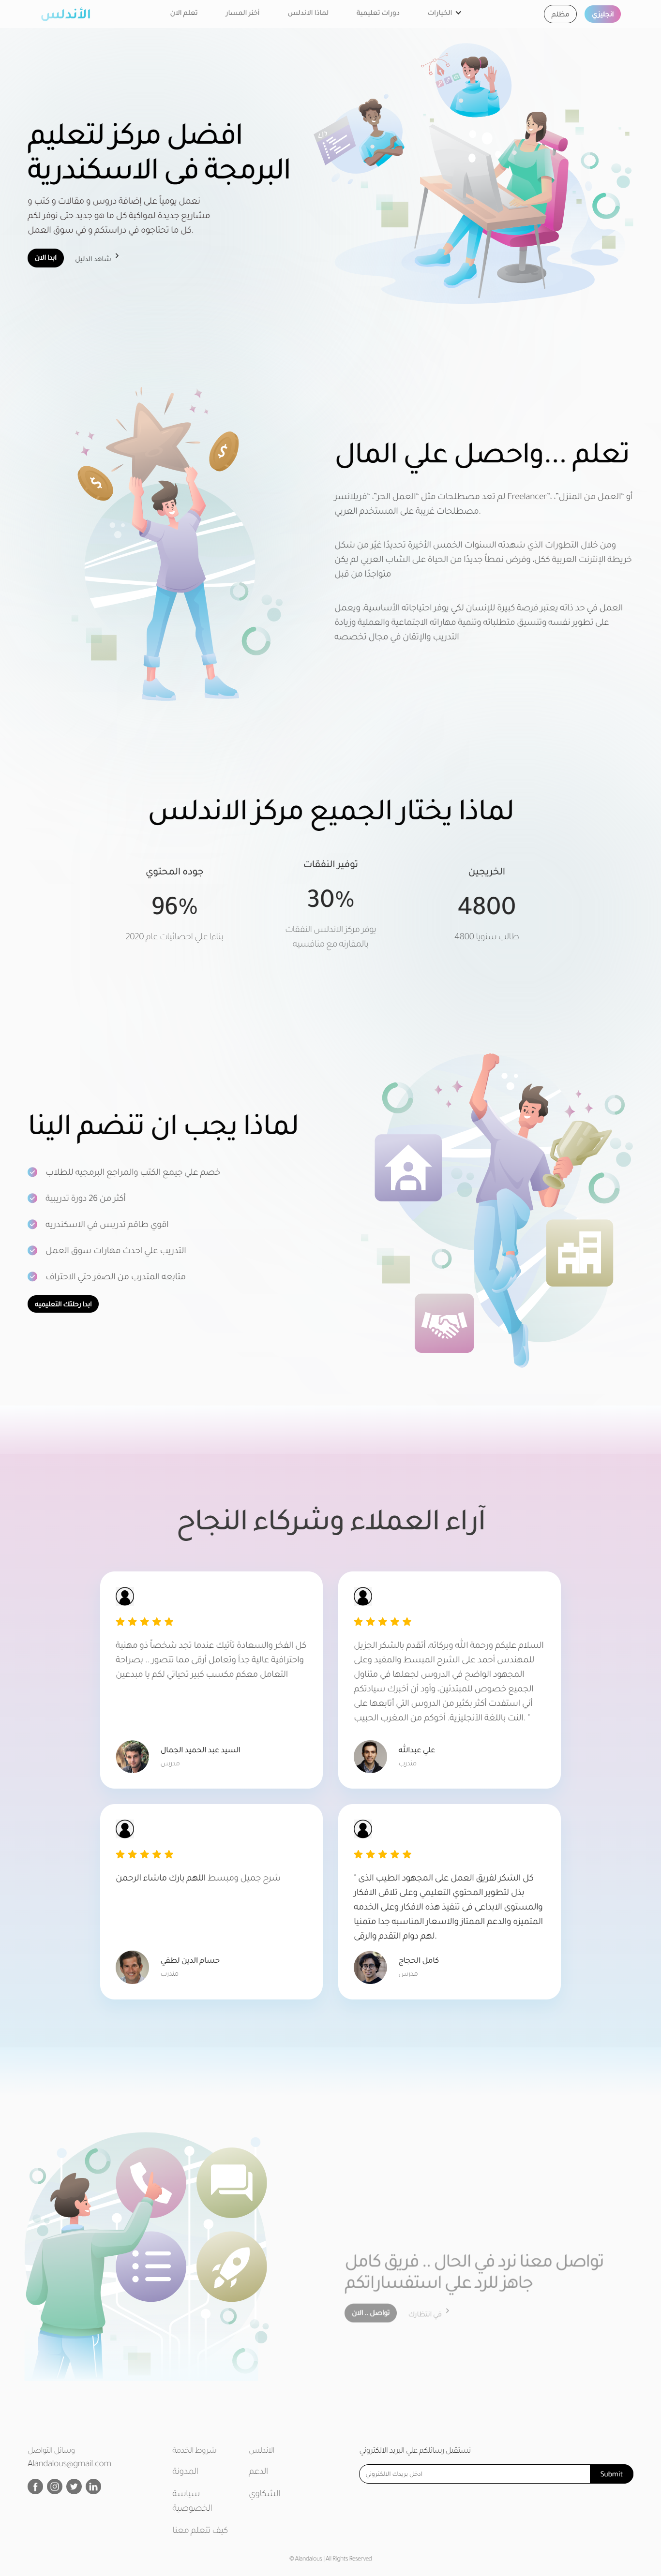 الأندلس
تعلم الان
أختر المسار
لماذا الاندلس
دورات تعليمية
الخيارات
مظلم
انجليزي
افضل مركز لتعليم
البرمجة فى الاسكندرية
نعمل يومياً على إضافة دروس و مقالات و كتب و
مشاريع جديدة لمواكبة كل ما هو جديد حتى نوفر لكم
.كل ما تحتاجوه في دراستكم و في سوق العمل
ابدا الان
شاهد الدليل
تعلم ...واحصل علي المال
أو "العمل من المنزل"، .Freelancer" لم تعد مصطلحات مثل "العمل الحر"، "فريلانسر
.مصطلحات غريبة على المستخدم العربي
ومن خلال التطورات الذي شهدته السنوات الخمس الأخيرة تحديدًا غيّر من شكل
خريطة الإنترنت العربية ككل، وفرض نمطاً جديدًا من الحياة على الشاب العربي لم يكن
متواجدًا من قبل
العمل في حد ذاته يعتبر فرصة كبيرة للإنسان لكي يوفر احتياجاته الأساسية، ويعمل
على تطوير نفسه وتنسيق متطلباته وتنمية مهاراته الاجتماعية والعملية وزيادة
التدريب والإتقان في مجال تخصصه
لماذا يختار الجميع مركز الاندلس
جوده المحتوي
96%
بناءا علي احصائيات عام 2020
توفير النفقات
30%
يوفر مركز الاندلس النفقات
بالمقارنه مع منافسيه
الخريجين
4800
طالب سنويا 4800
لماذا يجب ان تنضم الينا
خصم علي جيمع الكتب والمراجع البرمجيه للطلاب
أكثر من 26 دورة تدريبية
اقوي طاقم تدريس في الاسكندريه
التدريب علي احدث مهارات سوق العمل
متابعه المتدرب من الصفر حتي الاحتراف
ابدا رحلتك التعليميه
آراء العملاء وشركاء النجاح
كل الفخر والسعادة تأتيك عندما تجد شخصاً ذو مهنية
واحترافية عالية جداً وتعامل أرقى مما تتصور .. بصراحة
التعامل معكم مكسب كبير تحياتي لكم يا مبدعين
السيد عبد الحميد الجمال
مدرس
السلام عليكم ورحمة الله وبركاته، أتقدم بالشكر الجزيل
للمهندس أحمد على الشرح المبسط والمفيد وعلى
المجهود الواضح في الدروس لجعلها في متناول
الجميع خصوص للمبتدئين، وأود أن أخبرك سيادتكم
أني استفدت أكثر بكثير من الدروس التي أتابعها على
.النت باللغة الانجليزية. أخوكم من المغرب الحبيب "
علي عبدالله
متدرب
شرح جميل ومبسط اللهم بارك ماشاء الرحمن
حسام الدين لطفي
متدرب
كل الشكر لفريق العمل على المجهود الطيب الذى "
بذل لتطوير المحتوي التعليمي وعلى تلاقى الافكار
والمستوى الابداعى فى تنفيذ هذه الافكار وعلى الخدمه
المتميزه والدعم الممتاز والاسعار المناسبه جدا متمنيا
.لهم دوام التقدم والرقى
كامل الحجاج
مدرس
تواصل معنا نرد في الحال .. فريق كامل
جاهز للرد علي استفساراتكم
تواصل .. الان
في انتظارك
وسائل التواصل
Alandalous@gmail.com
شروط الخدمة
المدونة
سياسة
الخصوصية
كيف تتعلم معنا
الاندلس
الدعم
الشكاوي
نستقبل رسائلكم علي البريد الالكتروني
ادخل بريدك الالكتروني
Submit
© Alandalous | All Rights Reserved